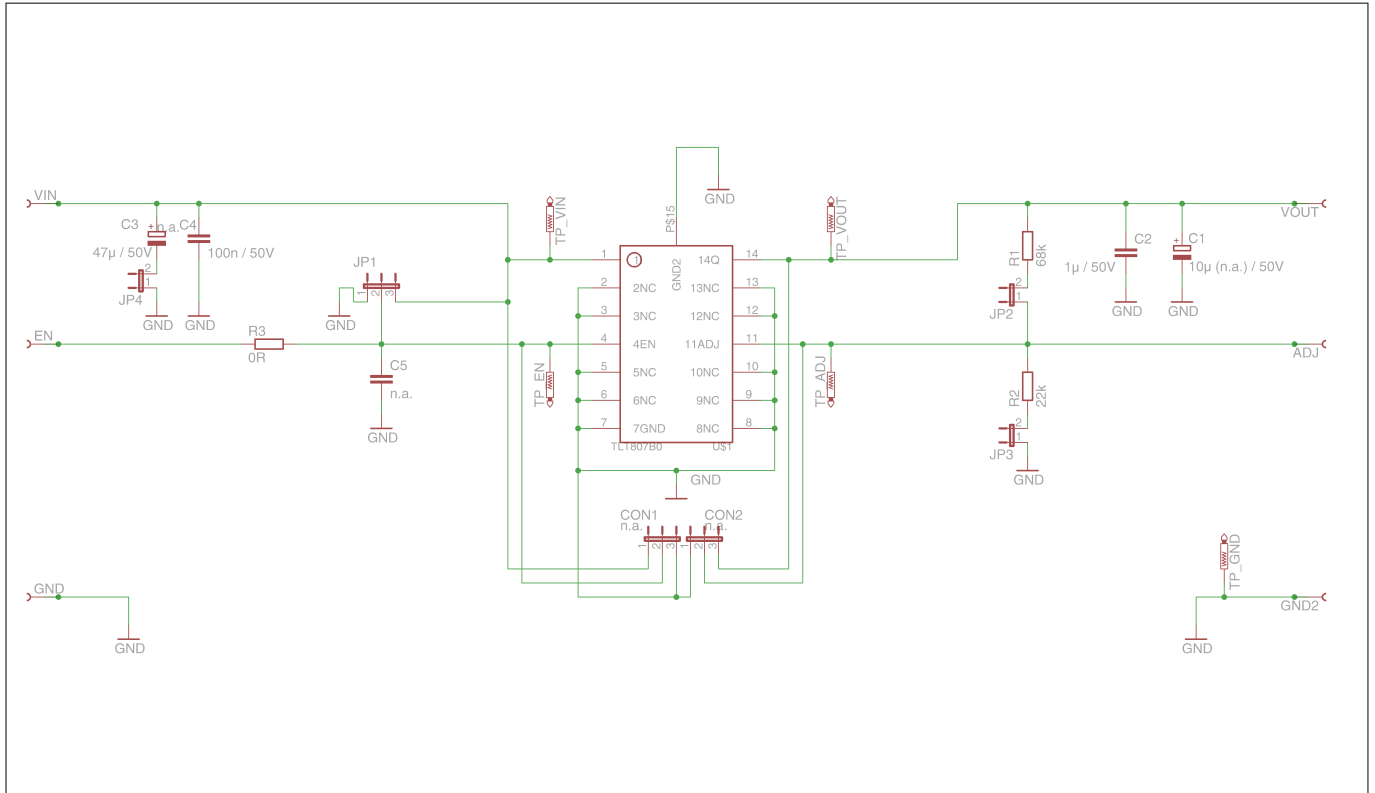 VIN
C3
+
n.a.
C4
47µ / 50V
100n / 50V
2
1
JP4
GND
GND
JP1
1
2
3
GND
EN
R3
0R
C5
n.a.
GND
TP_VIN
TP_EN
GND
P$15
GND2
1
1
2
2NC
3
3NC
4
4EN
5
5NC
6
6NC
7
7GND
14Q
14
13NC
13
12NC
12
11ADJ
11
10NC
10
9NC
9
8NC
8
TLT807B0
U$1
GND
CON1
n.a.
1
2
3
CON2
n.a.
1
2
3
TP_VOUT
TP_ADJ
R1
68k
2
1
JP2
R2
22k
2
1
JP3
GND
C2
1µ / 50V
GND
+
C1
10µ (n.a.) / 50V
GND
VOUT
ADJ
GND
GND
TP_GND
GND2
GND